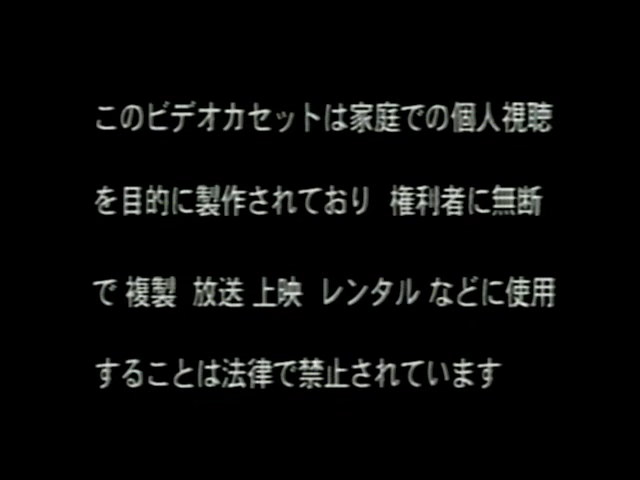 このビデオカセットは家庭での個人視聴
を目的に製作されており 権利者に無断
で 複製 放送 上映 レンタル などに使用
することは法律で禁止されています